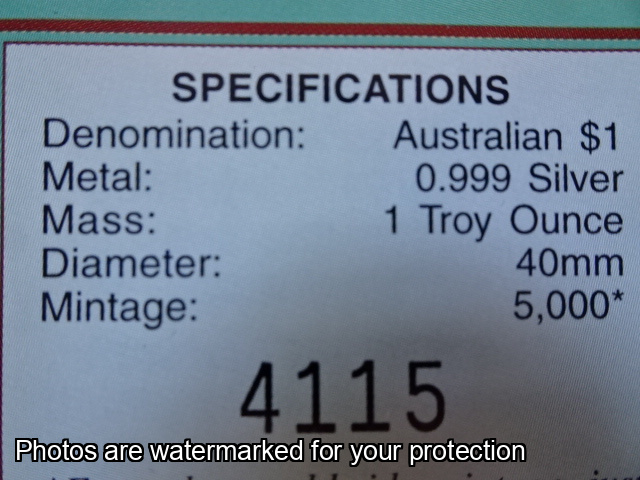 SPECIFICATIONS
Denomination: Australian $1
Metal: 0.999 Silver
Mass: 1 Troy Ounce
Diameter: 40mm
Mintage: 5,000*
4115
Photos are watermarked for your protection